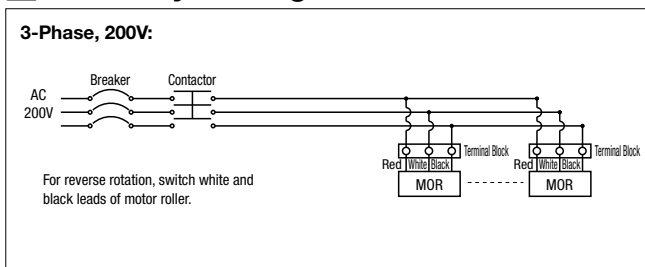 3-Phase, 200V:
Breaker Contactor
AC
200V
Terminal Block Terminal Block
Red White Black Red White Black
MOR MOR
For reverse rotation, switch white and
black leads of motor roller.